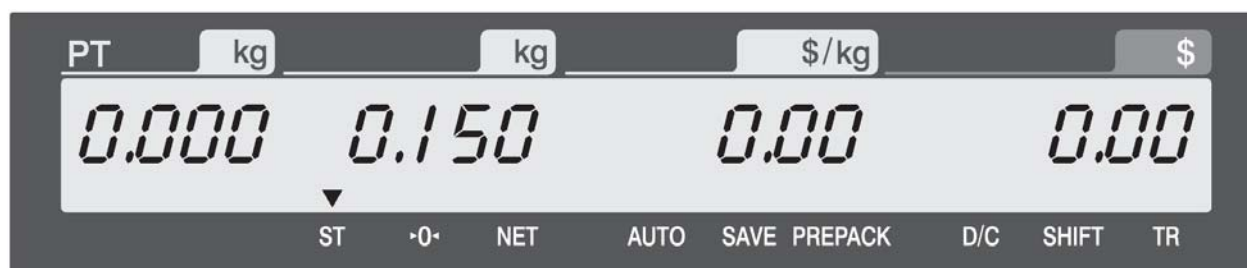 PT kg kg $/kg $
0.000 0.150 0.00 0.00
ST ▸0◂ NET AUTO SAVE PREPACK D/C SHIFT TR